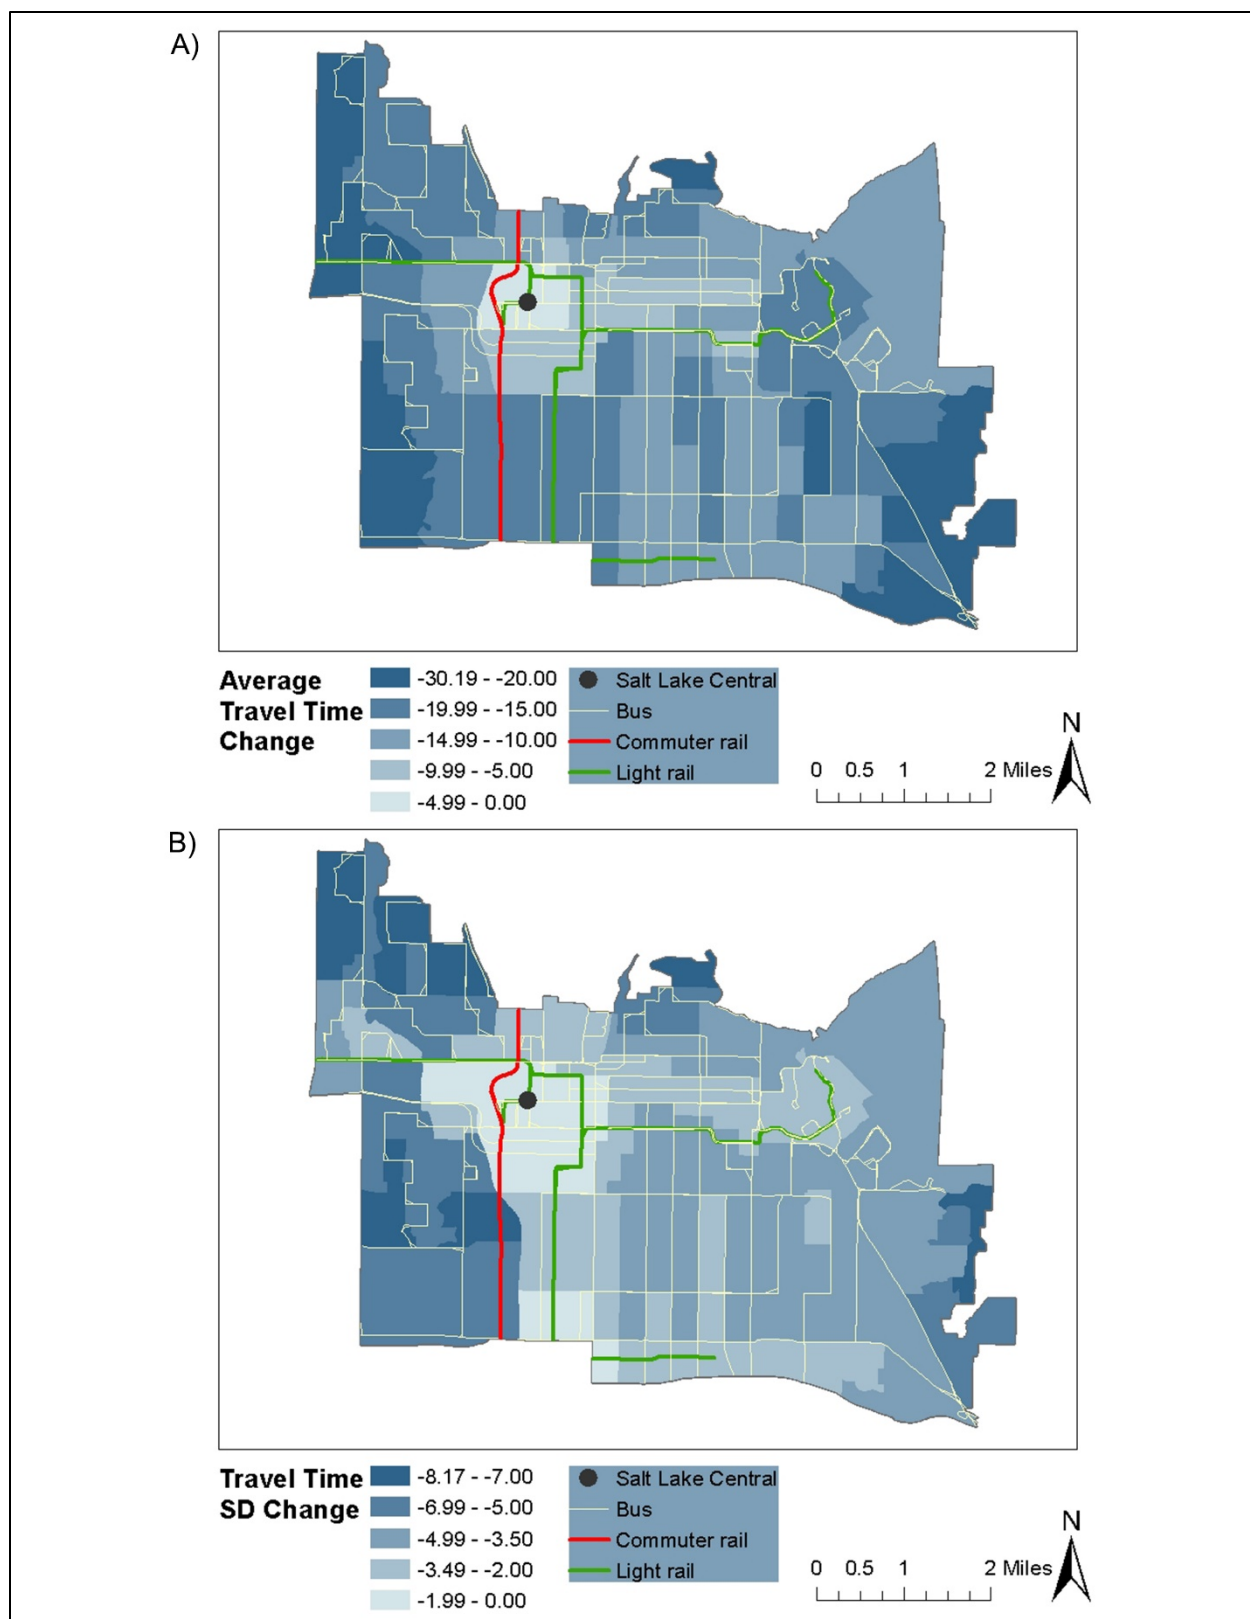 A)
Average
Travel Time
Change
-30.19 - -20.00
-19.99 - -15.00
-14.99 - -10.00
-9.99 - -5.00
-4.99 - 0.00
Salt Lake Central
Bus
Commuter rail
Light rail
0 0.5 1 2 Miles
N
B)
Travel Time
SD Change
-8.17 - -7.00
-6.99 - -5.00
-4.99 - -3.50
-3.49 - -2.00
-1.99 - 0.00
Salt Lake Central
Bus
Commuter rail
Light rail
0 0.5 1 2 Miles
N